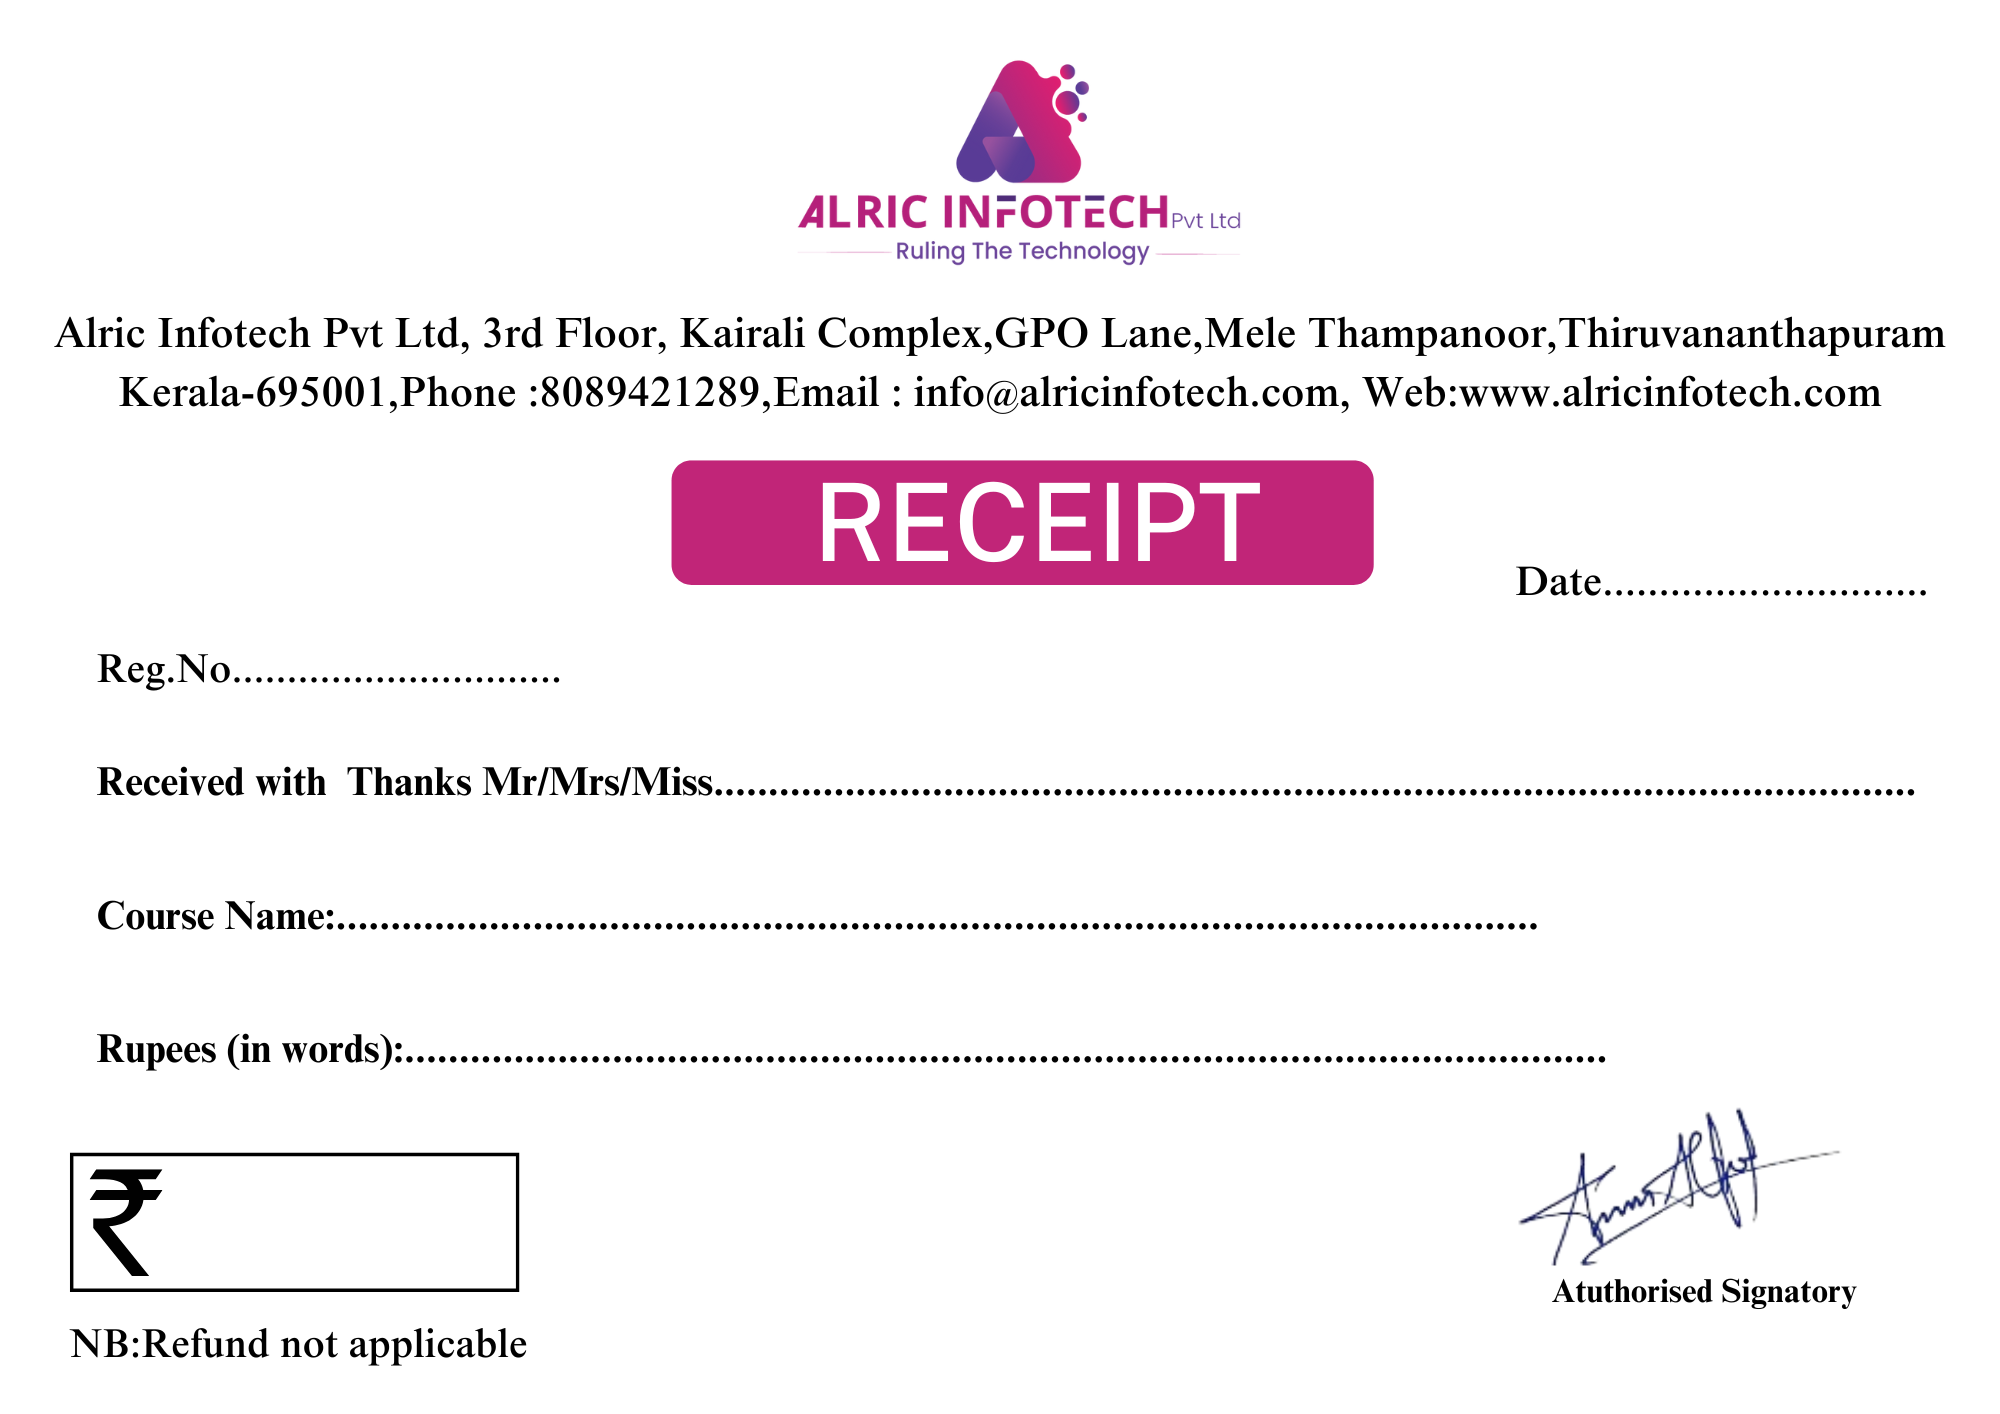 ALRIC INFOTECH Pvt Ltd
Ruling The Technology
Alric Infotech Pvt Ltd, 3rd Floor, Kairali Complex,GPO Lane,Mele Thampanoor,Thiruvananthapuram
Kerala-695001,Phone :8089421289,Email : info@alricinfotech.com, Web:www.alricinfotech.com
RECEIPT
Date.............................
Reg.No..............................
Received with  Thanks Mr/Mrs/Miss..............................................................................................................
Course Name:..............................................................................................................
Rupees (in words):..............................................................................................................
₹
Atuthorised Signatory
NB:Refund not applicable